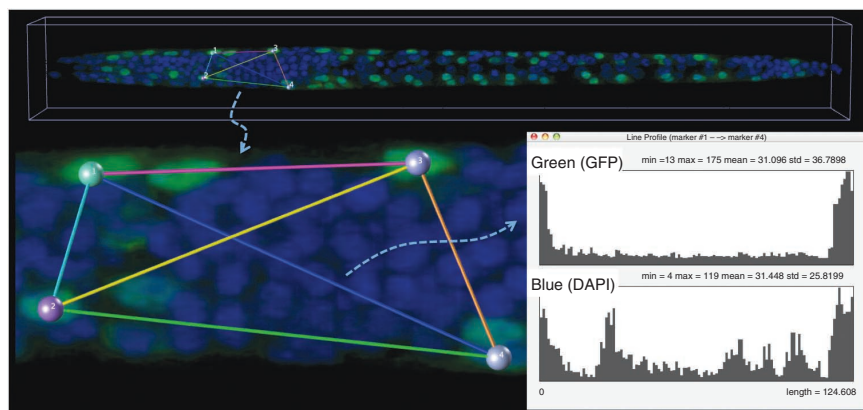 1
3
2
4
1
3
2
4
Line Profile (marker #1 – –> marker #4)
Green (GFP)
min =13 max = 175 mean = 31.096 std = 36.7898
min = 4 max = 119 mean = 31.448 std = 25.8199
Blue (DAPI)
0
length = 124.608